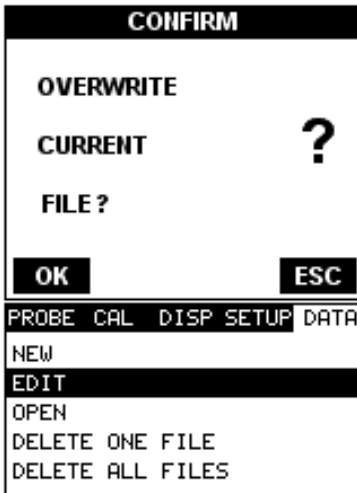 CONFIRM
OVERWRITE
CURRENT
?
FILE?
OK ESC
PROBE CAL DISP SETUP DATA
NEW
EDIT
OPEN
DELETE ONE FILE
DELETE ALL FILES